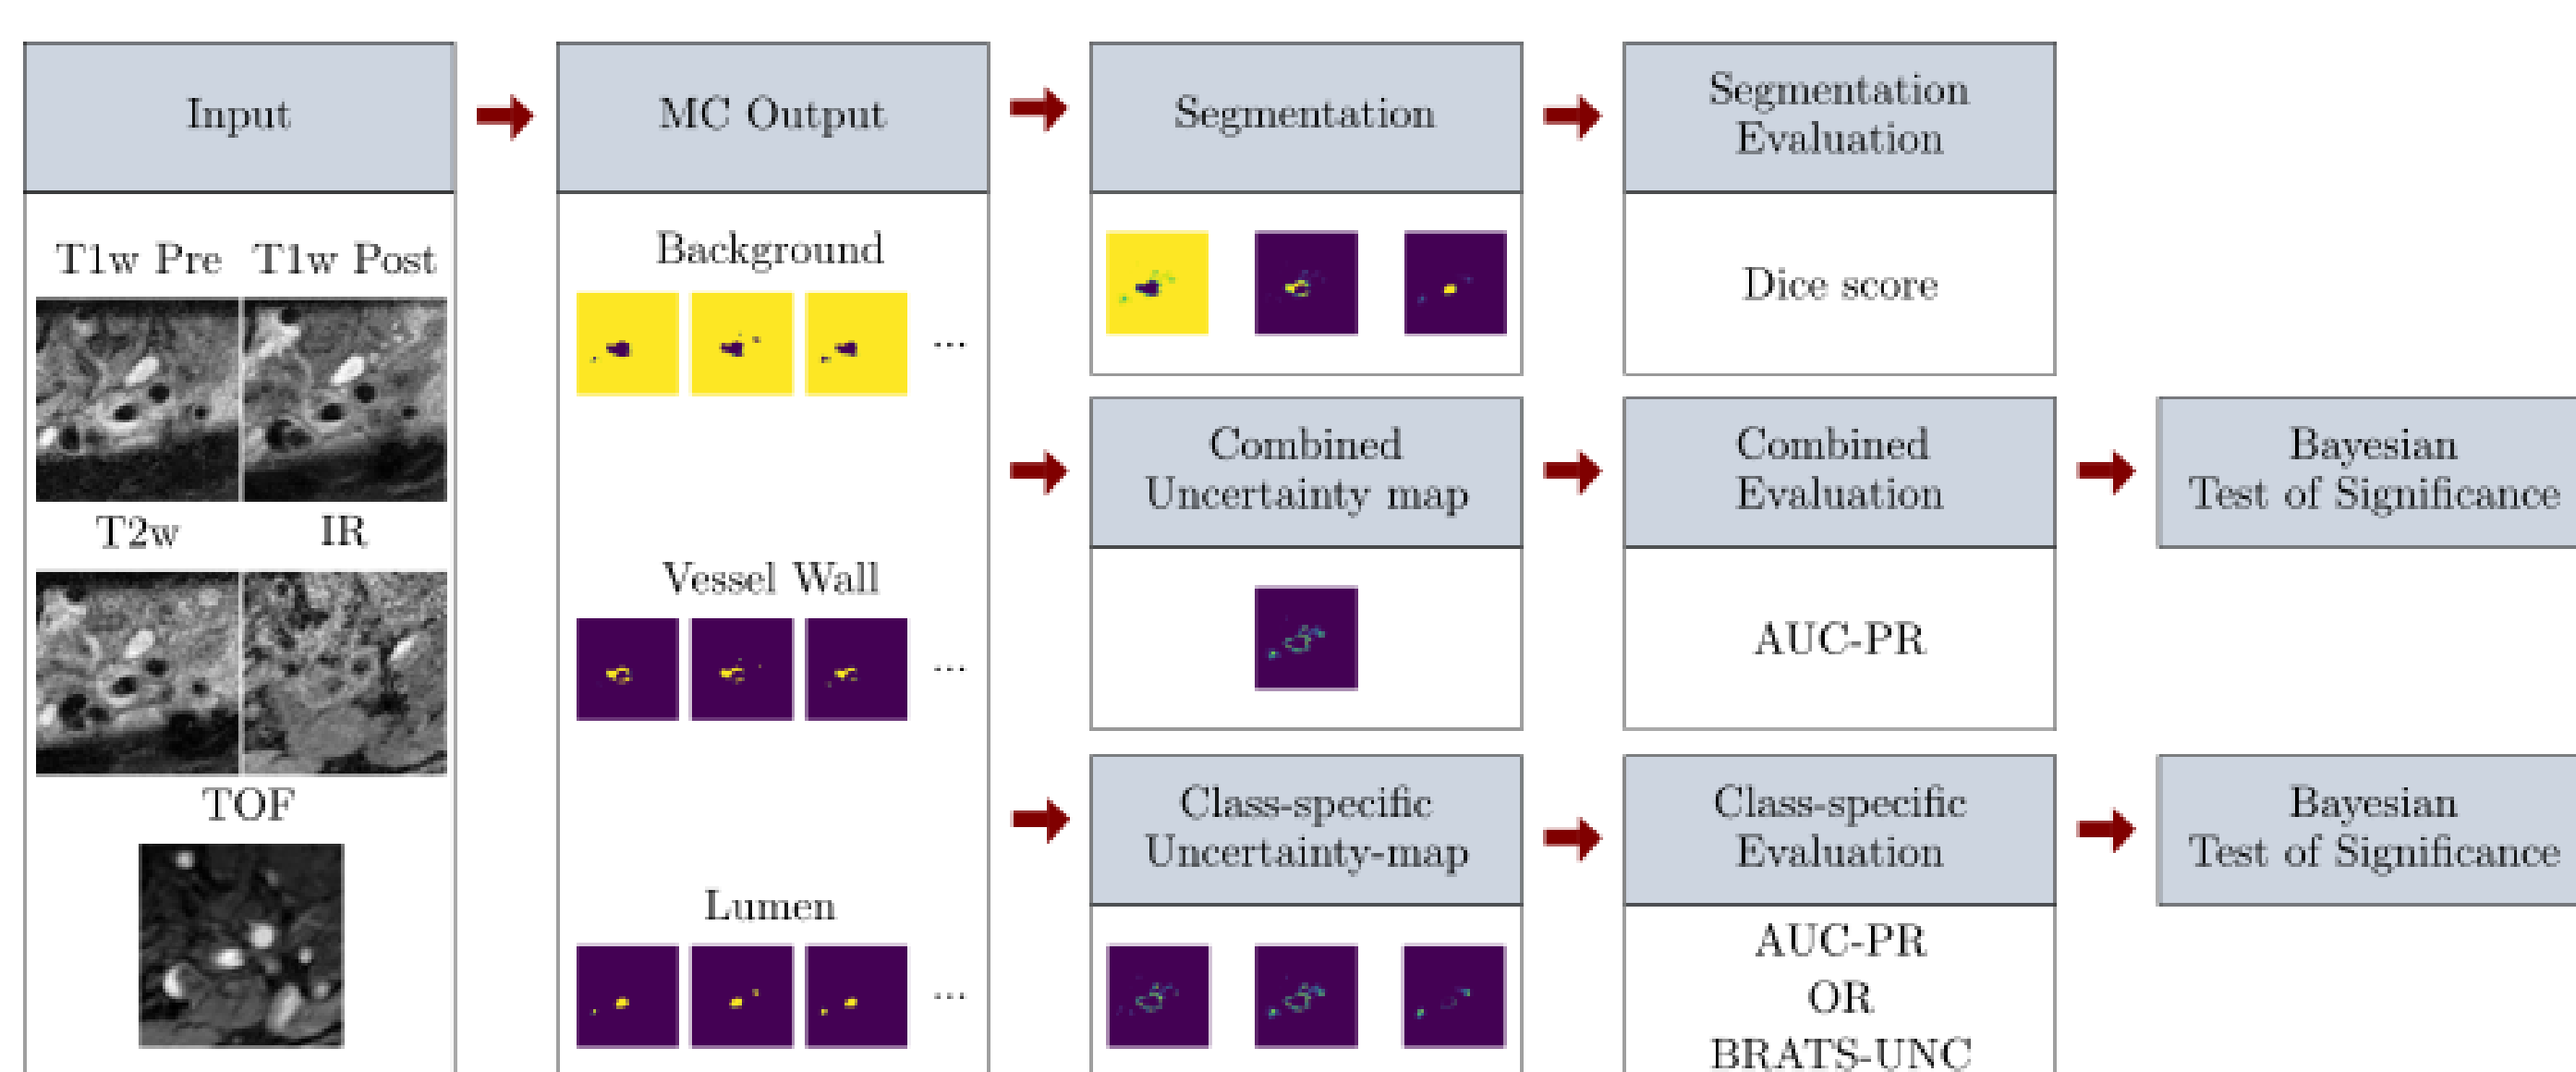 Input
T1w Pre T1w Post
T2w IR
TOF
MC Output
Background
...
Vessel Wall
...
Lumen
...
Segmentation
Segmentation
Evaluation
Dice score
Combined
Uncertainty map
Combined
Evaluation
AUC-PR
Bayesian
Test of Significance
Class-specific
Uncertainty-map
Class-specific
Evaluation
AUC-PR
OR
BRATS-UNC
Bayesian
Test of Significance